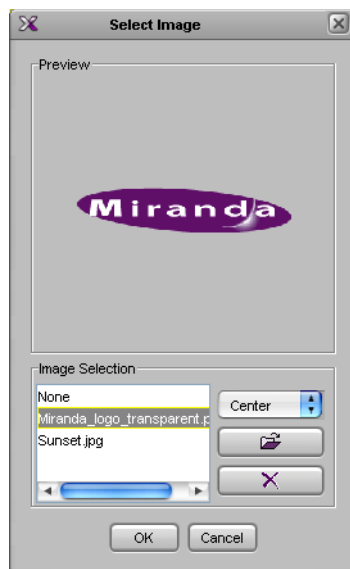 Select Image
Preview
Miranda
Image Selection
None
Miranda_logo_transparent.p
Sunset.jpg
Center
OK
Cancel